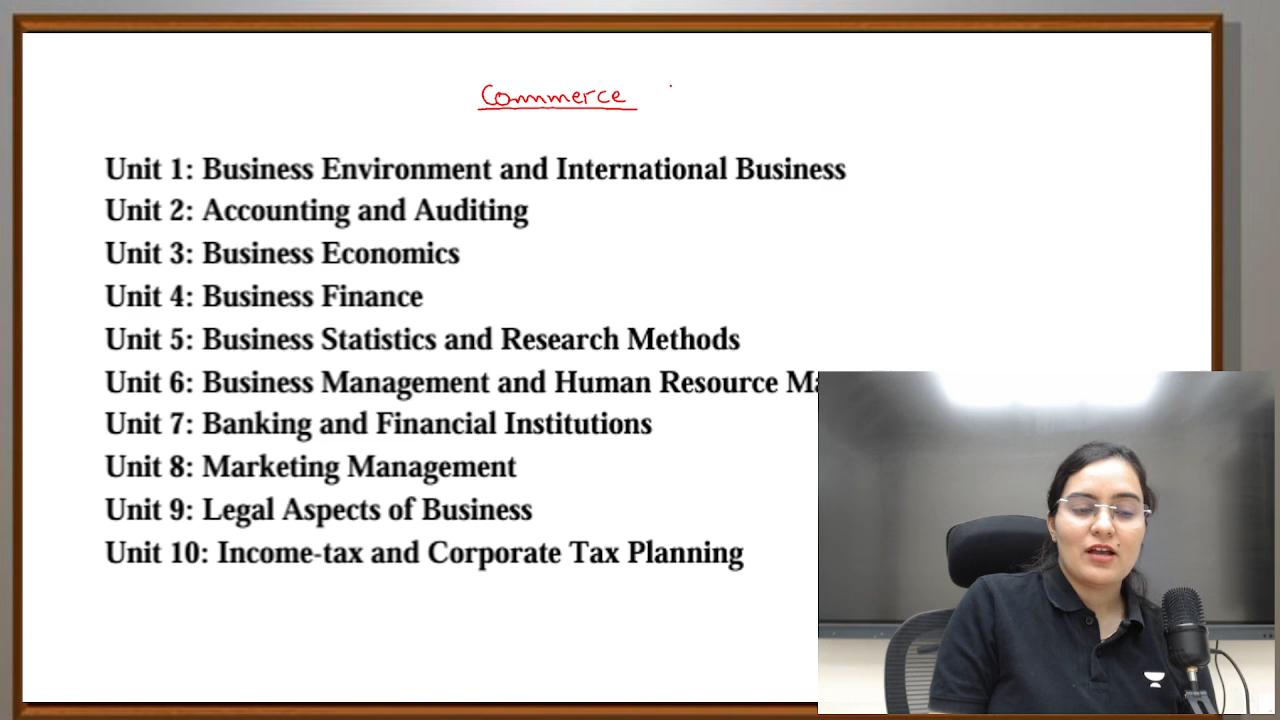 Commerce
Unit 1: Business Environment and International Business
Unit 2: Accounting and Auditing
Unit 3: Business Economics
Unit 4: Business Finance
Unit 5: Business Statistics and Research Methods
Unit 6: Business Management and Human Resource
Unit 7: Banking and Financial Institutions
Unit 8: Marketing Management
Unit 9: Legal Aspects of Business
Unit 10: Income-tax and Corporate Tax Planning